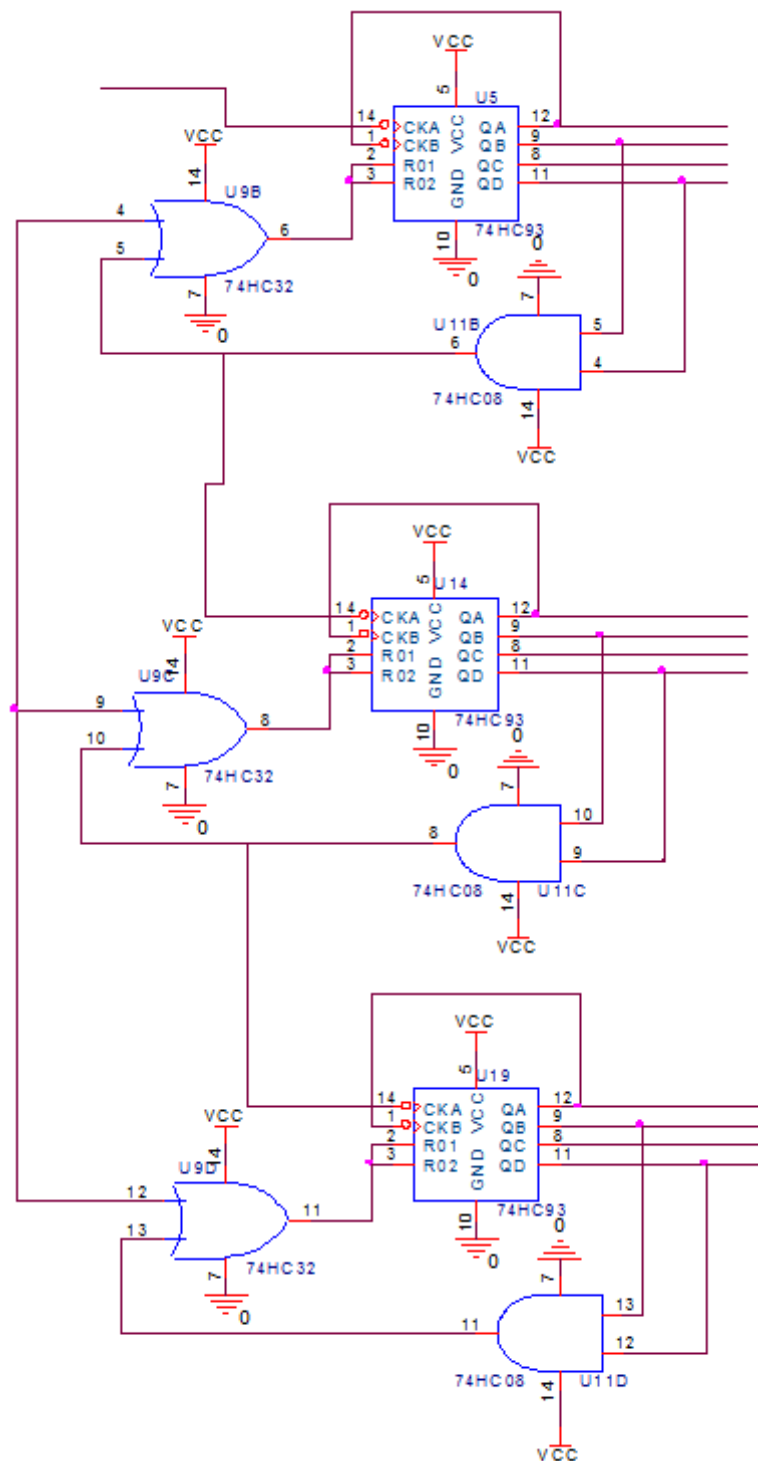 VCC
5 U5
14 CKA VCC QA 12
1 CKB QB 9
2 R01 QC 8
3 R02 GND QD 11
10 74HC93
0
VCC
14 U9B
4
5 6
7 74HC32
0
0
7
U11B 5
6 4
74HC08 14
VCC
VCC
5 U14
14 CKA VCC QA 12
1 CKB QB 9
2 R01 QC 8
3 R02 GND QD 11
10 74HC93
0
VCC
14
U9C
9
10 8
7 74HC32
0
0
7
10
8 9
74HC08 U11C
14
VCC
VCC
5 U19
14 CKA VCC QA 12
1 CKB QB 9
2 R01 QC 8
3 R02 GND QD 11
10 74HC93
0
VCC
14
U9D
12
13 11
7 74HC32
0
0
7
13
11 12
74HC08 U11D
14
VCC